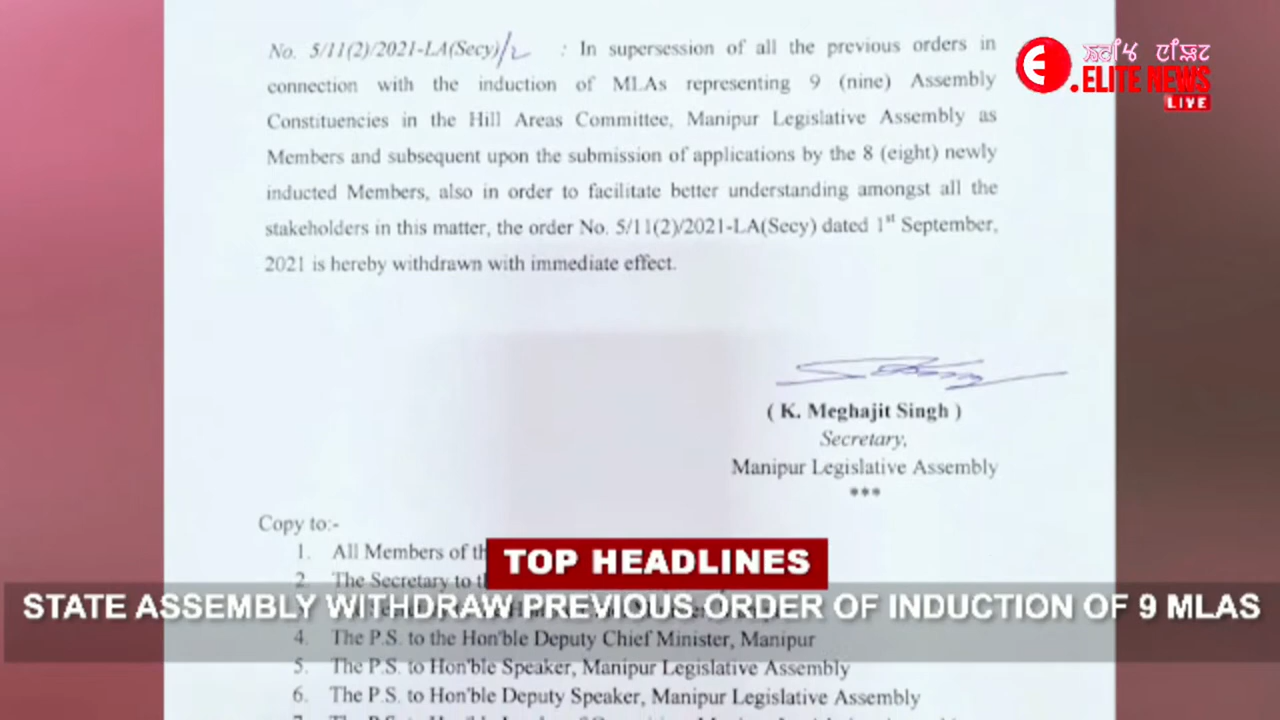 No. 5/11(2)/2021-LA(Secy)/2 : In supersession of all the previous orders in
connection with the induction of MLAs representing 9 (nine) Assembly
Constituencies in the Hill Areas Committee, Manipur Legislative Assembly as
Members and subsequent upon the submission of applications by the 8 (eight) newly
inducted Members, also in order to facilitate better understanding amongst all the
stakeholders in this matter, the order No. 5/11(2)/2021-LA(Secy) dated 1st September,
2021 is hereby withdrawn with immediate effect.
E.ELITE NEWS
LIVE
( K. Meghajit Singh )
Secretary,
Manipur Legislative Assembly
***
Copy to:-
1. All Members of th
2. The Secretary to t
TOP HEADLINES
STATE ASSEMBLY WITHDRAW PREVIOUS ORDER OF INDUCTION OF 9 MLAS
4. The P.S. to the Hon'ble Deputy Chief Minister, Manipur
5. The P.S. to Hon'ble Speaker, Manipur Legislative Assembly
6. The P.S. to Hon'ble Deputy Speaker, Manipur Legislative Assembly